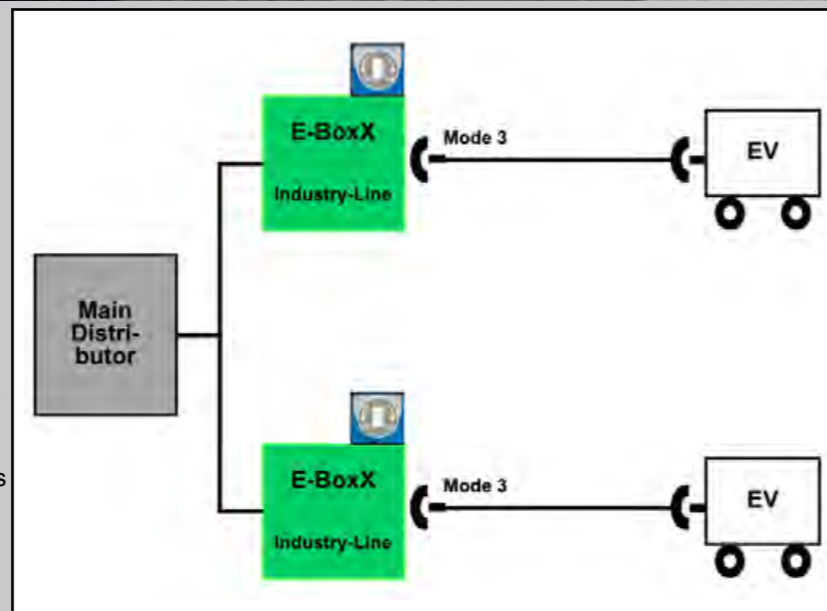 E-BoxX
Industry-Line
Mode 3
EV
Main
Distri-
butor
s
E-BoxX
Industry-Line
Mode 3
EV